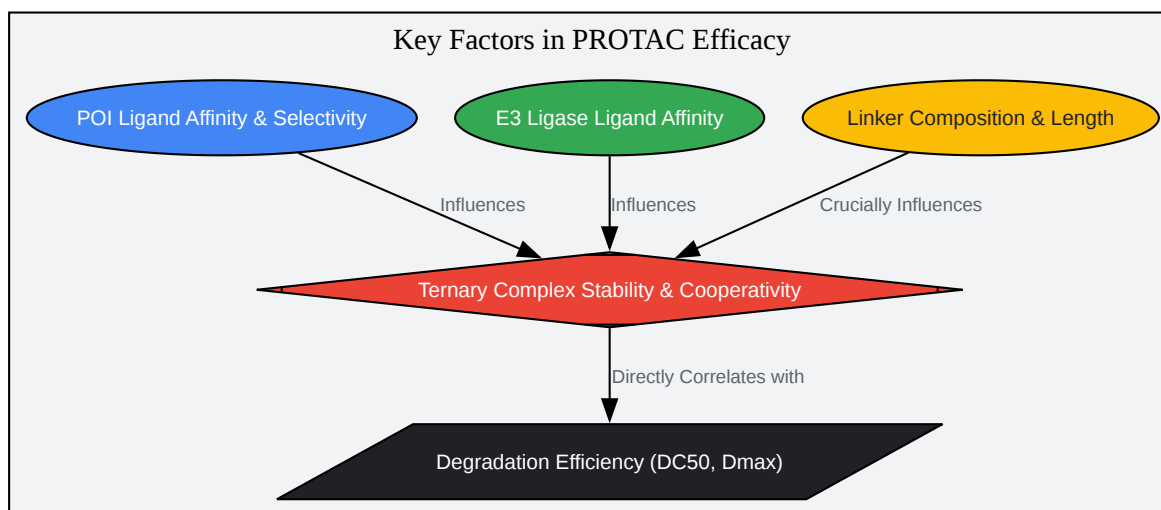 Key Factors in PROTAC Efficacy
POI Ligand Affinity & Selectivity
E3 Ligase Ligand Affinity
Linker Composition & Length
Influences
Influences
Crucially Influences
Ternary Complex Stability & Cooperativity
Directly Correlates with
Degradation Efficiency (DC50, Dmax)